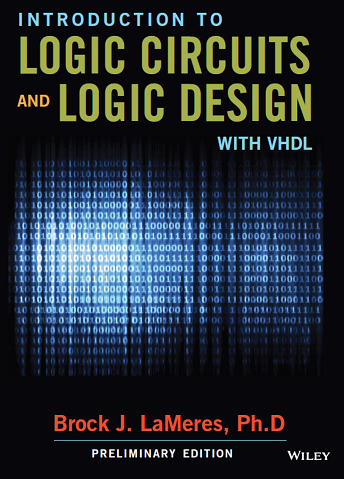 INTRODUCTION TO
LOGIC CIRCUITS
AND LOGIC DESIGN
WITH VHDL
Brock J. LaMeres, Ph.D
PRELIMINARY EDITION
WILEY